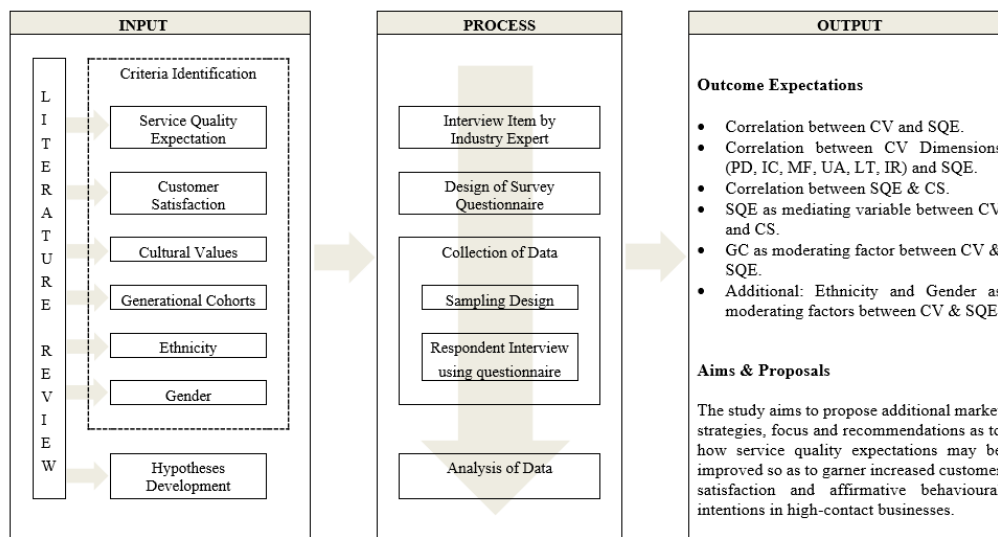 INPUT
LITERATURE REVIEW
Criteria Identification
Service Quality
Expectation
Customer
Satisfaction
Cultural Values
Generational Cohorts
Ethnicity
Gender
Hypotheses
Development
PROCESS
Interview Item by
Industry Expert
Design of Survey
Questionnaire
Collection of Data
Sampling Design
Respondent Interview
using questionnaire
Analysis of Data
OUTPUT
Outcome Expectations
• Correlation between CV and SQE.
• Correlation between CV Dimensions
(PD, IC, MF, UA, LT, IR) and SQE.
• Correlation between SQE & CS.
• SQE as mediating variable between CV
and CS.
• GC as moderating factor between CV &
SQE.
• Additional: Ethnicity and Gender as
moderating factors between CV & SQE
Aims & Proposals
The study aims to propose additional market
strategies, focus and recommendations as to
how service quality expectations may be
improved so as to garner increased customer
satisfaction and affirmative behavioural
intentions in high-contact businesses.